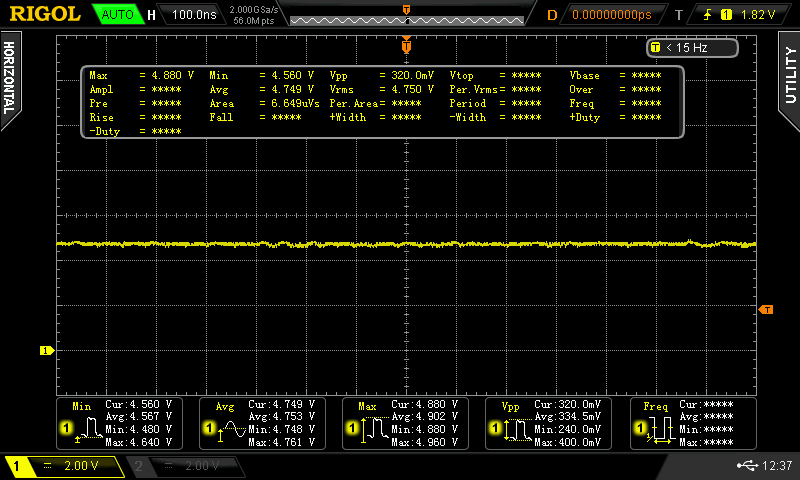 RIGOL AUTO H 100.0ns 2.000GSa/s 56.0M pts T D 0.00000000ps T 1 1.82 V
HORIZONTAL
UTILITY
T
T < 15 Hz
Max = 4.880 V Min = 4.560 V Vpp = 320.0mV Vtop = ***** Vbase = *****
Ampl = ***** Avg = 4.749 V Vrms = 4.750 V Per.Vrms= ***** Over = *****
Pre = ***** Area = 6.649uVs Per.Area= ***** Period = ***** Freq = *****
Rise = ***** Fall = ***** +Width = ***** -Width = ***** +Duty = *****
-Duty = *****
T
1
Min
1
Cur:4.560 V
Avg:4.567 V
Min:4.480 V
Max:4.640 V
Avg
1
Cur:4.749 V
Avg:4.753 V
Min:4.748 V
Max:4.761 V
Max
1
Cur:4.880 V
Avg:4.902 V
Min:4.880 V
Max:4.960 V
Vpp
1
Cur:320.0mV
Avg:334.5mV
Min:240.0mV
Max:400.0mV
Freq
1
Cur:*****
Avg:*****
Min:*****
Max:*****
1 2.00 V 2 2.00 V 12:37